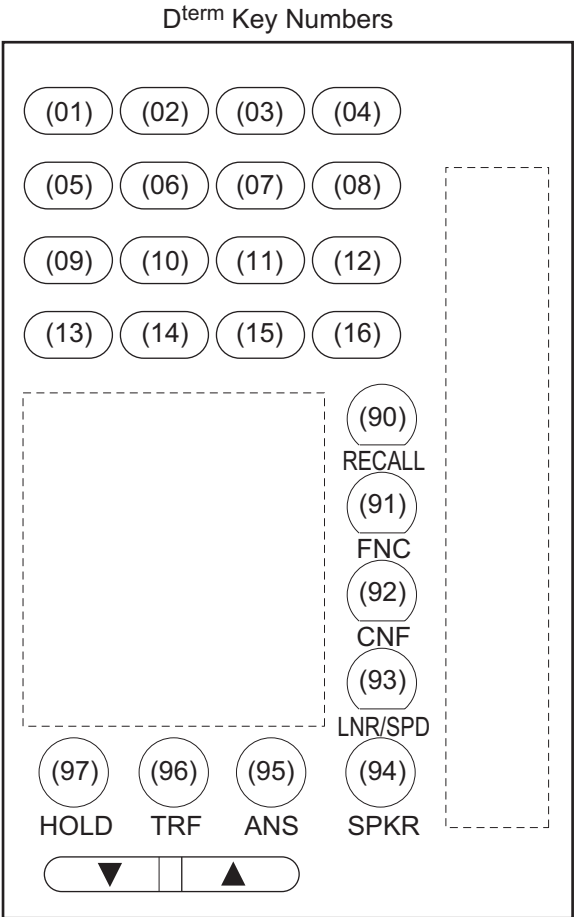 Dterm Key Numbers
(01) (02) (03) (04)
(05) (06) (07) (08)
(09) (10) (11) (12)
(13) (14) (15) (16)
(90)
RECALL
(91)
FNC
(92)
CNF
(93)
LNR/SPD
(97) (96) (95) (94)
HOLD TRF ANS SPKR